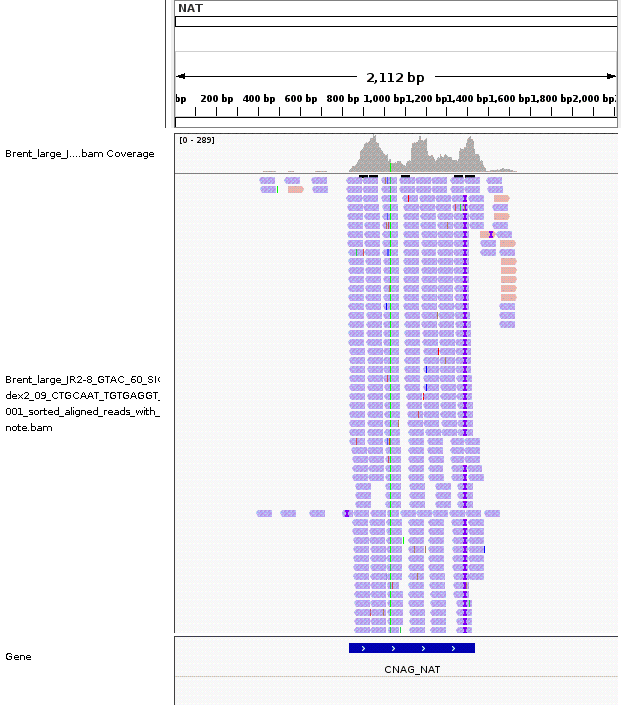 NAT
2,112 bp
bp 200 bp 400 bp 600 bp 800 bp 1,000 bp 1,200 bp 1,400 bp 1,600 bp 1,800 bp 2,000 bp
[0 - 289]
Brent_large_J....bam Coverage
Brent_large_JR2-8_GTAC_60_SIC
dex2_09_CTGCAAT_TGTGAGGT_
001_sorted_aligned_reads_with_
note.bam
Gene
CNAG_NAT